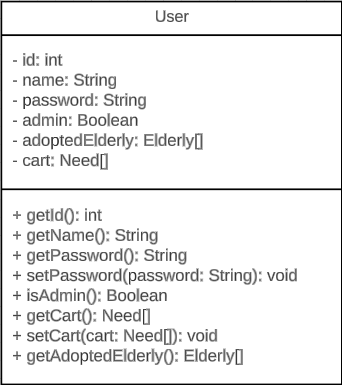 User
- id: int
- name: String
- password: String
- admin: Boolean
- adoptedElderly: Elderly[]
- cart: Need[]
+ getId(): int
+ getName(): String
+ getPassword(): String
+ setPassword(password: String): void
+ isAdmin(): Boolean
+ getCart(): Need[]
+ setCart(cart: Need[]): void
+ getAdoptedElderly(): Elderly[]